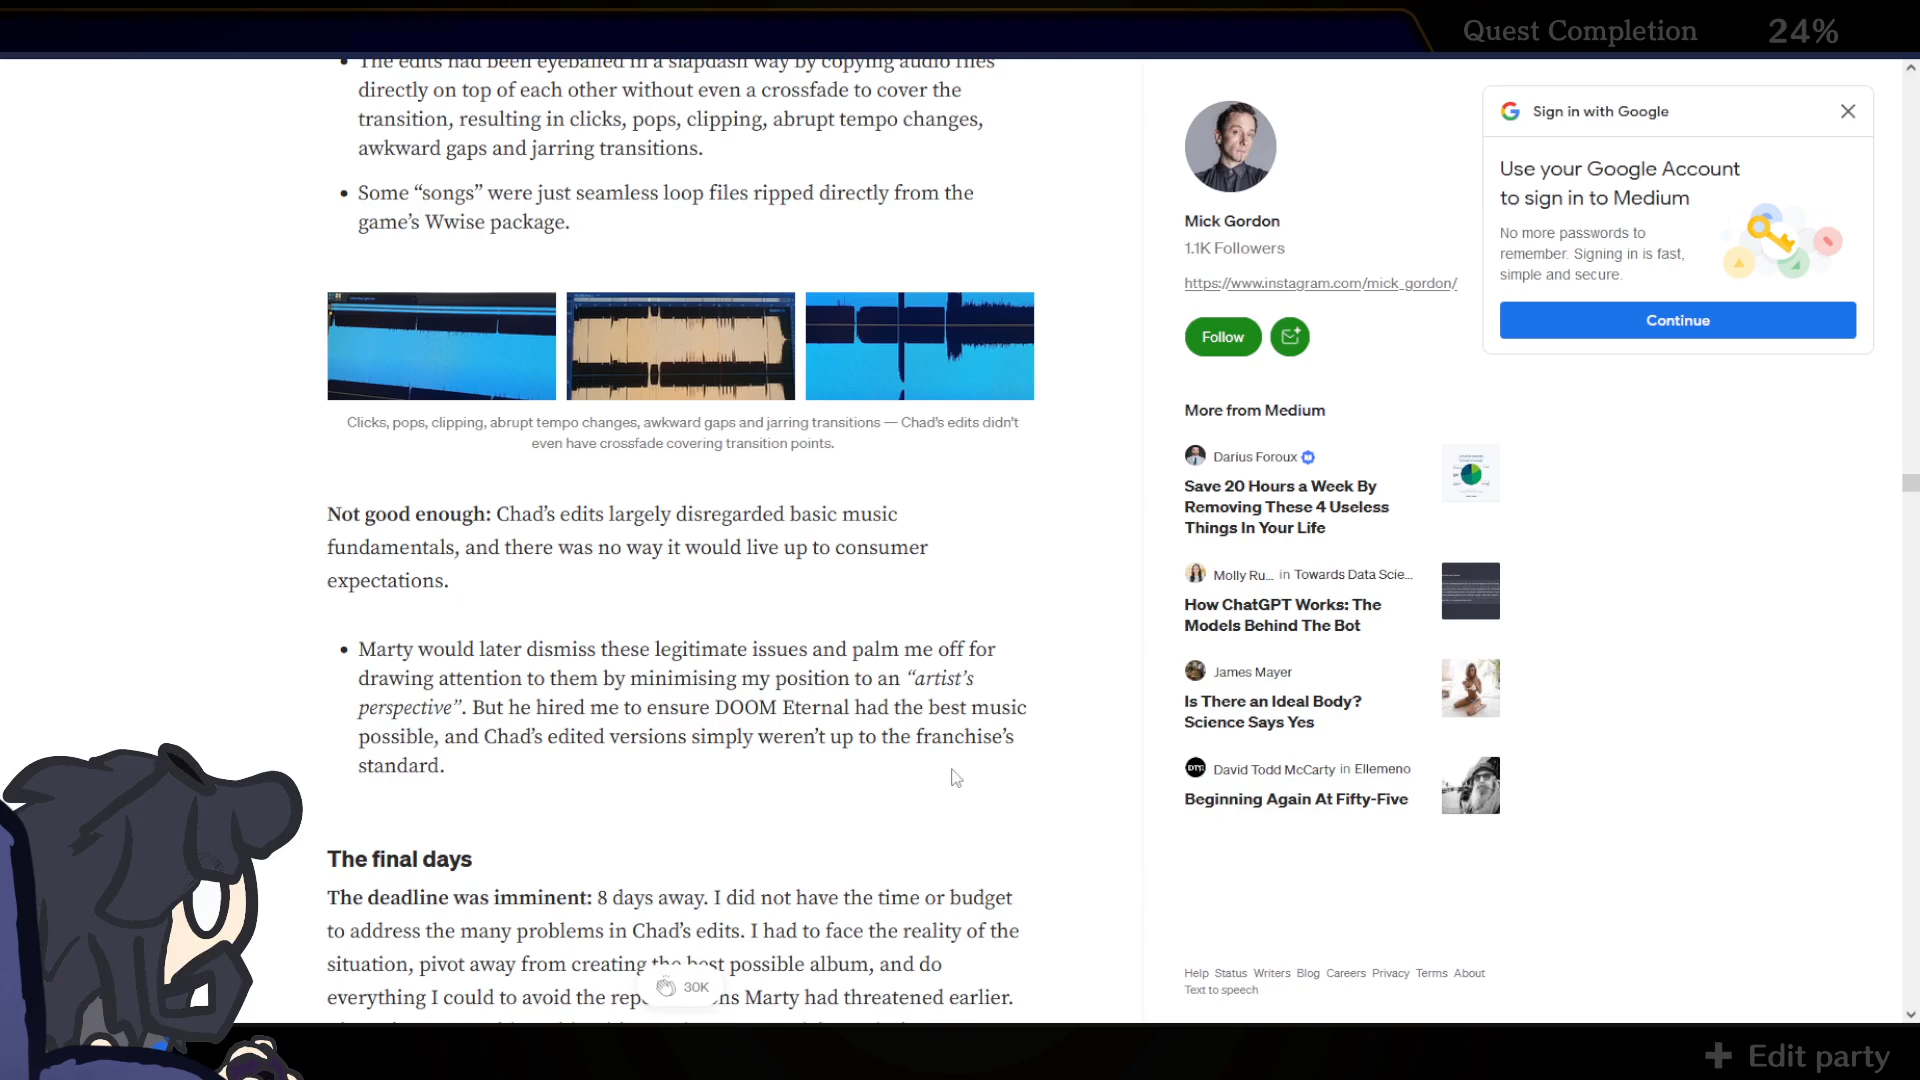 Quest Completion 24%
The edits had been eyeballed in a slapdash way by copying audio files
directly on top of each other without even a crossfade to cover the
transition, resulting in clicks, pops, clipping, abrupt tempo changes,
awkward gaps and jarring transitions.
Some “songs” were just seamless loop files ripped directly from the
game’s Wwise package.
Clicks, pops, clipping, abrupt tempo changes, awkward gaps and jarring transitions — Chad’s edits didn’t
even have crossfade covering transition points.
Not good enough: Chad’s edits largely disregarded basic music
fundamentals, and there was no way it would live up to consumer
expectations.
Marty would later dismiss these legitimate issues and palm me off for
drawing attention to them by minimising my position to an “artist’s
perspective”. But he hired me to ensure DOOM Eternal had the best music
possible, and Chad’s edited versions simply weren’t up to the franchise’s
standard.
The final days
The deadline was imminent: 8 days away. I did not have the time or budget
to address the many problems in Chad’s edits. I had to face the reality of the
situation, pivot away from creating the best possible album, and do
everything I could to avoid the Marty had threatened earlier.
30K
Mick Gordon
1.1K Followers
https://www.instagram.com/mick_gordon/
Follow
More from Medium
Darius Foroux
Save 20 Hours a Week By
Removing These 4 Useless
Things In Your Life
Molly Ru... in Towards Data Scie...
How ChatGPT Works: The
Models Behind The Bot
James Mayer
Is There an Ideal Body?
Science Says Yes
DTM
David Todd McCarty in Ellemeno
Beginning Again At Fifty-Five
Help Status Writers Blog Careers Privacy Terms About
Text to speech
Sign in with Google
Use your Google Account
to sign in to Medium
No more passwords to
remember. Signing in is fast,
simple and secure.
Continue
Edit party